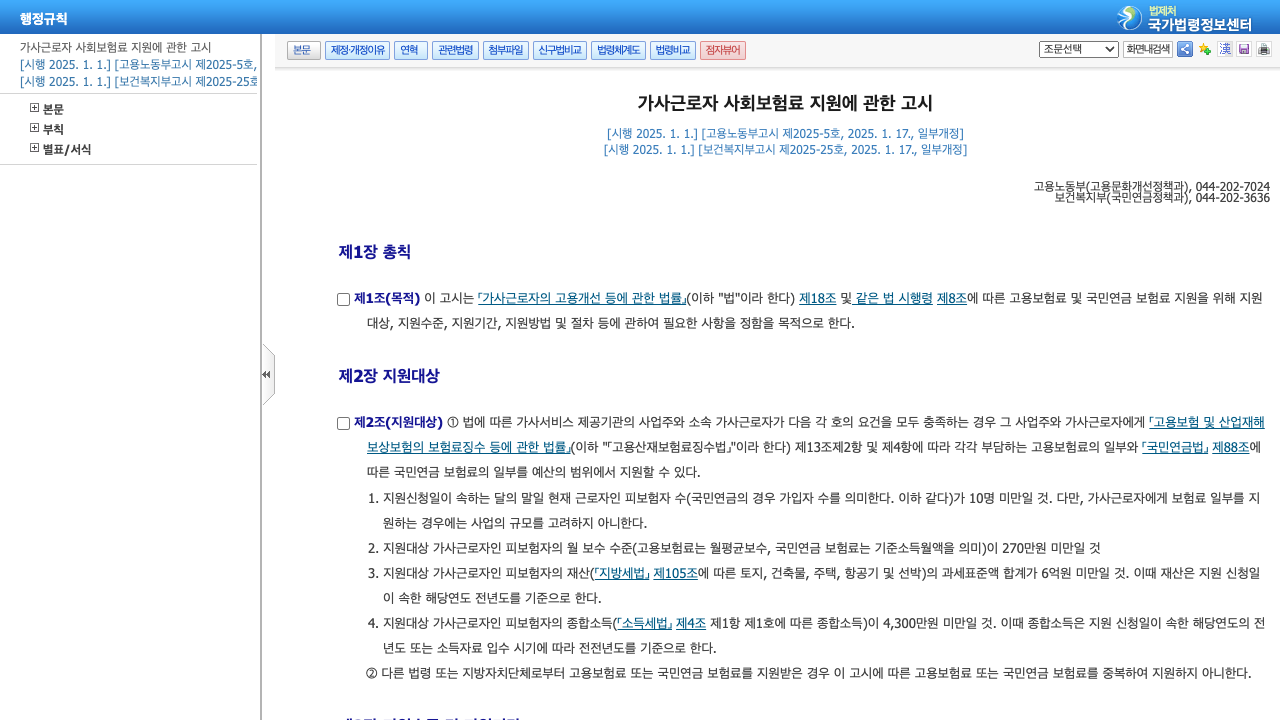 행정규칙
법제처
국가법령정보센터
가사근로자 사회보험료 지원에 관한 고시
[시행 2025. 1. 1.] [고용노동부고시 제2025-5호,
[시행 2025. 1. 1.] [보건복지부고시 제2025-25호
본문
부칙
별표/서식
본문 제정·개정이유 연혁 관련법령 첨부파일 신구법비교 법령체계도 법령비교 점자뷰어
조문선택 화면내검색
가사근로자 사회보험료 지원에 관한 고시
[시행 2025. 1. 1.] [고용노동부고시 제2025-5호, 2025. 1. 17., 일부개정]
[시행 2025. 1. 1.] [보건복지부고시 제2025-25호, 2025. 1. 17., 일부개정]
고용노동부(고용문화개선정책과), 044-202-7024
보건복지부(국민연금정책과), 044-202-3636
제1장 총칙
제1조(목적) 이 고시는 「가사근로자의 고용개선 등에 관한 법률」(이하 "법"이라 한다) 제18조 및 같은 법 시행령 제8조에 따른 고용보험료 및 국민연금 보험료 지원을 위해 지원
대상, 지원수준, 지원기간, 지원방법 및 절차 등에 관하여 필요한 사항을 정함을 목적으로 한다.
제2장 지원대상
제2조(지원대상) ① 법에 따른 가사서비스 제공기관의 사업주와 소속 가사근로자가 다음 각 호의 요건을 모두 충족하는 경우 그 사업주와 가사근로자에게 「고용보험 및 산업재해
보상보험의 보험료징수 등에 관한 법률」(이하 "「고용산재보험료징수법」"이라 한다) 제13조제2항 및 제4항에 따라 각각 부담하는 고용보험료의 일부와 「국민연금법」 제88조에
따른 국민연금 보험료의 일부를 예산의 범위에서 지원할 수 있다.
1. 지원신청일이 속하는 달의 말일 현재 근로자인 피보험자 수(국민연금의 경우 가입자 수를 의미한다. 이하 같다)가 10명 미만일 것. 다만, 가사근로자에게 보험료 일부를 지
원하는 경우에는 사업의 규모를 고려하지 아니한다.
2. 지원대상 가사근로자인 피보험자의 월 보수 수준(고용보험료는 월평균보수, 국민연금 보험료는 기준소득월액을 의미)이 270만원 미만일 것
3. 지원대상 가사근로자인 피보험자의 재산(「지방세법」 제105조에 따른 토지, 건축물, 주택, 항공기 및 선박)의 과세표준액 합계가 6억원 미만일 것. 이때 재산은 지원 신청일
이 속한 해당연도 전년도를 기준으로 한다.
4. 지원대상 가사근로자인 피보험자의 종합소득(「소득세법」 제4조 제1항 제1호에 따른 종합소득)이 4,300만원 미만일 것. 이때 종합소득은 지원 신청일이 속한 해당연도의 전
년도 또는 소득자료 입수 시기에 따라 전전년도를 기준으로 한다.
② 다른 법령 또는 지방자치단체로부터 고용보험료 또는 국민연금 보험료를 지원받은 경우 이 고시에 따른 고용보험료 또는 국민연금 보험료를 중복하여 지원하지 아니한다.